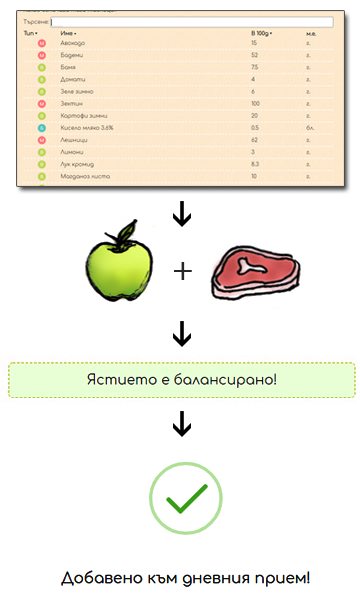 Търсене:
Тип Име В 100g м.е.
М Авокадо 15 г.
М Бадеми 52 г.
В Баня 7.5 г.
В Домати 4 г.
В Зеле зимно 6 г.
М Зехтин 100 г.
В Картофи зимни 20 г.
Кисело мляко 3.6% 0.5 бл.
М Лешници 62 г.
В Лимони 3 г.
В Лук кромид 8.3 г.
В Магданоз листа 10 г.
+
Ястието е балансирано!
Добавено към дневния прием!